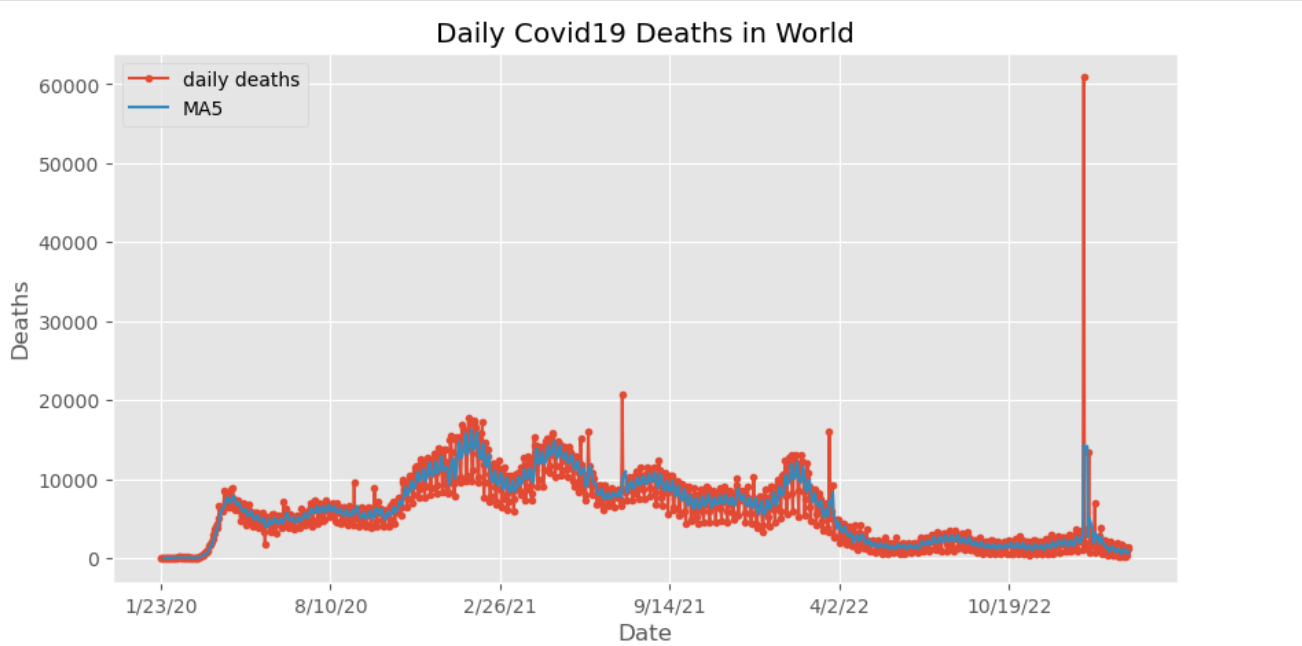 Daily Covid19 Deaths in World
daily deaths
MA5
60000
50000
40000
30000
20000
10000
0
Deaths
1/23/20 8/10/20 2/26/21 9/14/21 4/2/22 10/19/22
Date